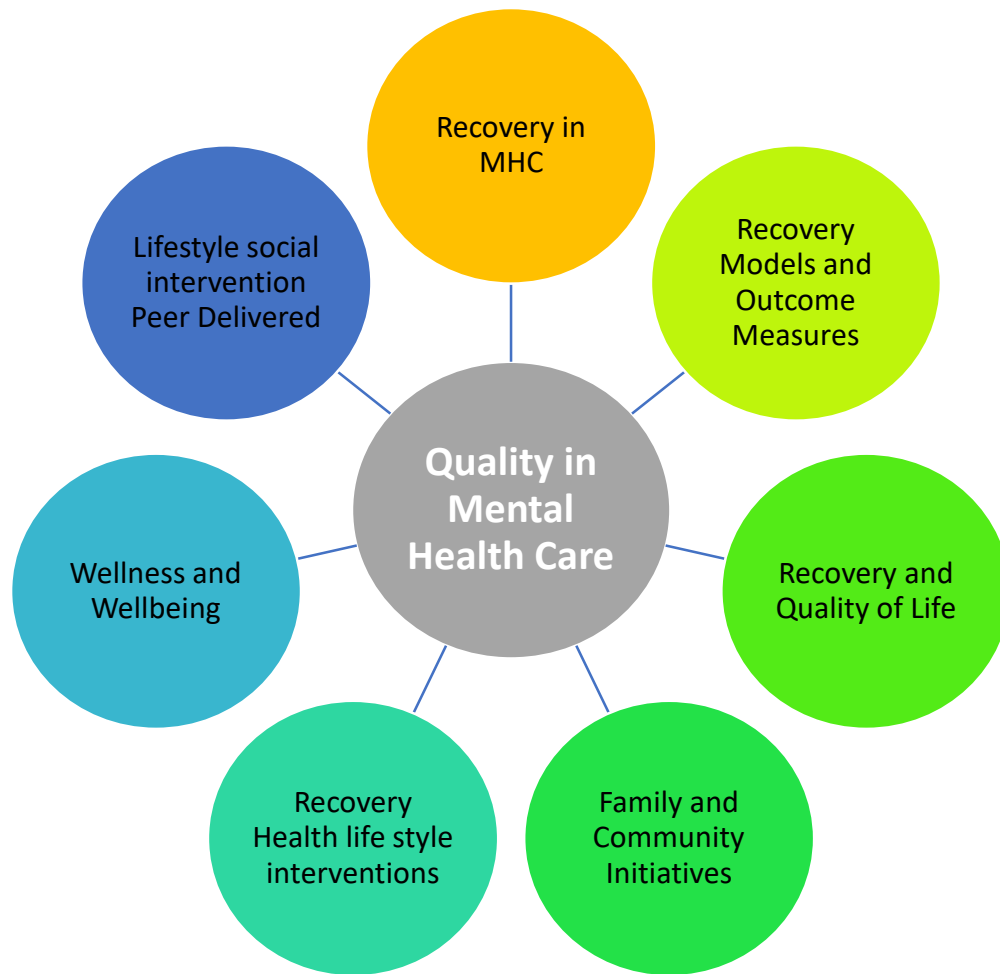 Recovery in
MHC
Recovery
Models and
Outcome
Measures
Recovery and
Quality of Life
Family and
Community
Initiatives
Recovery
Health life style
interventions
Wellness and
Wellbeing
Lifestyle social
intervention
Peer Delivered
Quality in
Mental
Health Care